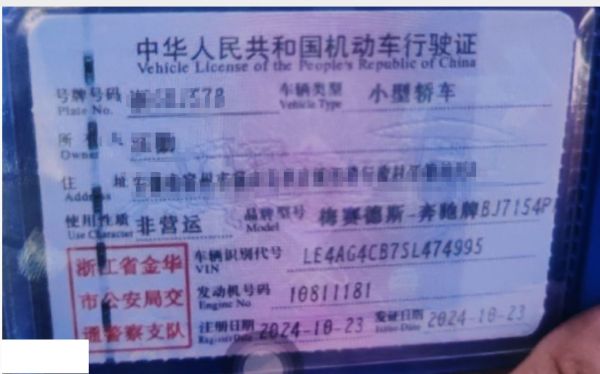 中华人民共和国机动车行驶证
Vehicle License of the People's Republic of China
号牌号码 车辆类型 小型轿车
Plate No. Vehicle Type
所
Owner
住 址
Address
使用性质 非营运 品牌型号 梅赛德斯-奔驰牌BJ7154P
Use Character Model
浙江省金华 车辆识别代号 LE4AG4CB7SL474995
VIN
市公安局交 发动机号码 10811181
Engine No
通警察支队 注册日期 2024-10-23 发证日期 2024-10-23
Register Date Issue Date